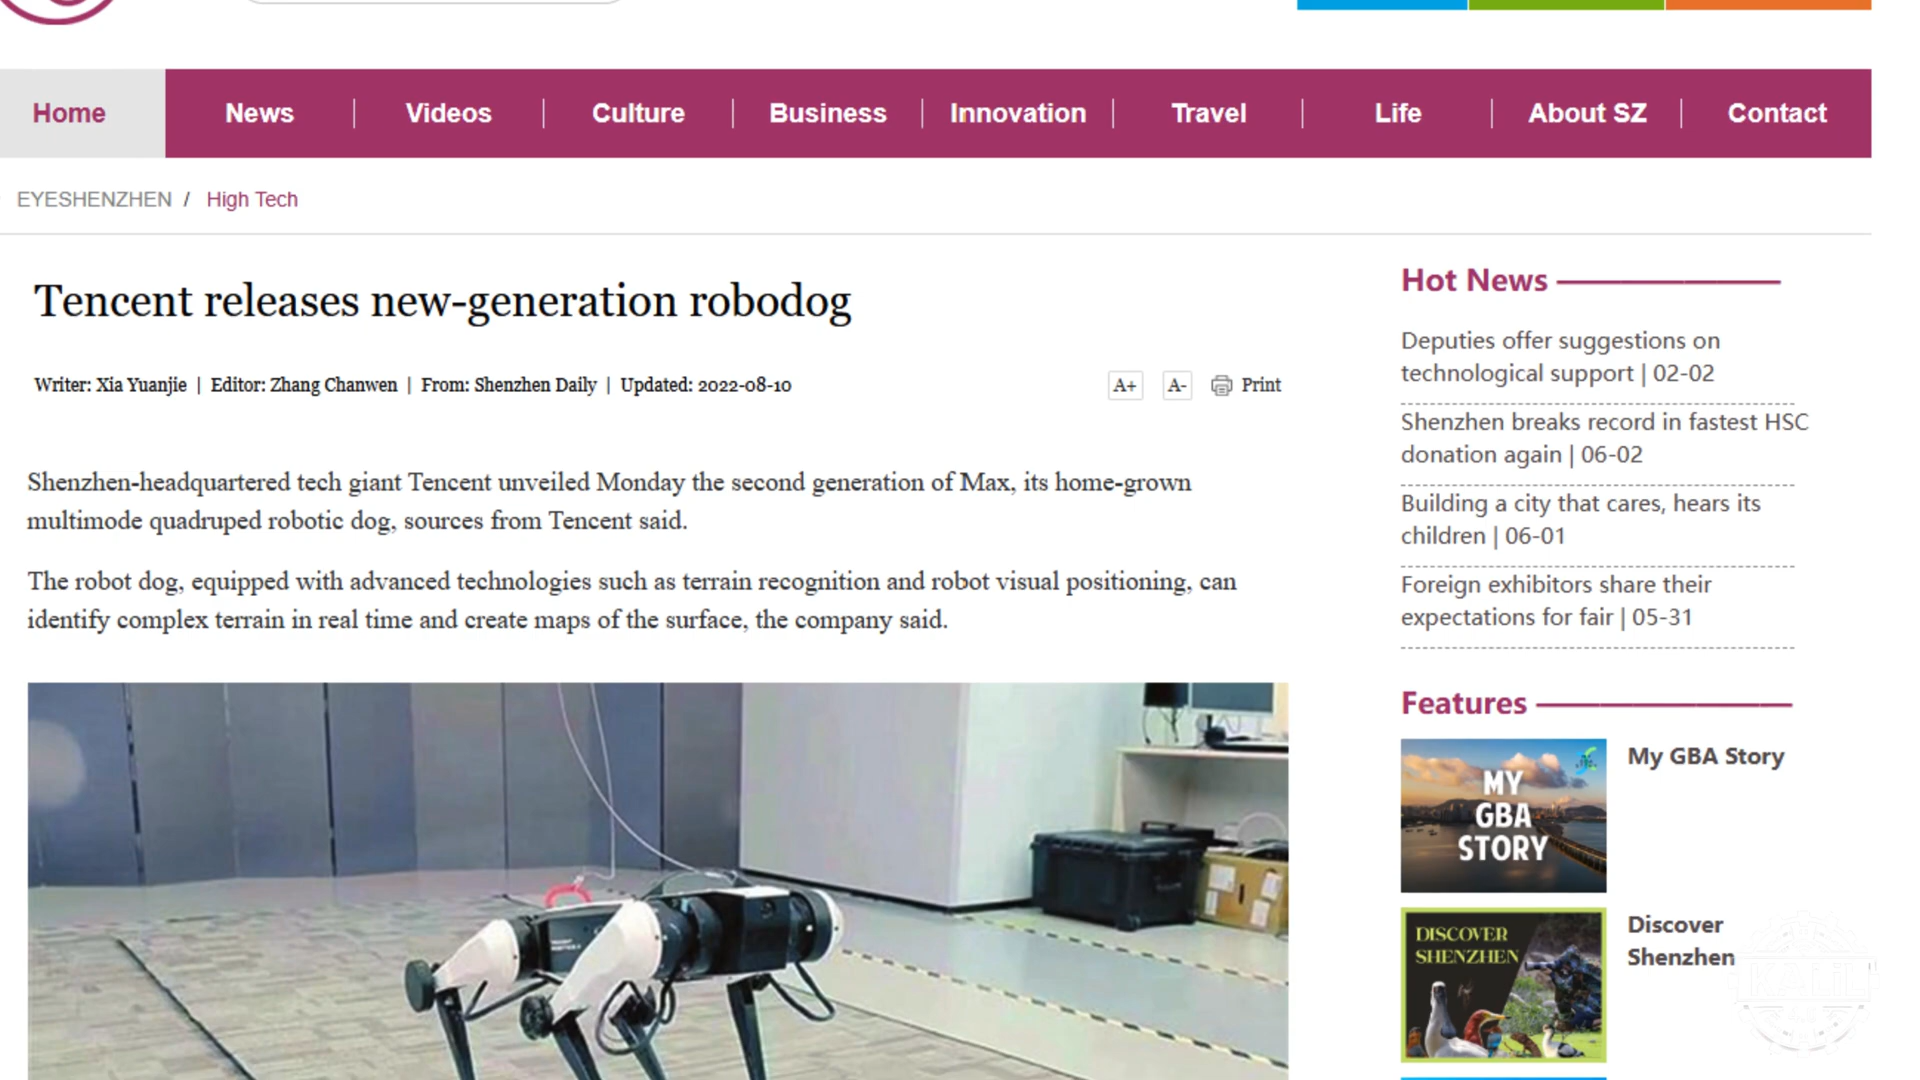 Home
News
Videos
Culture
Business
Innovation
Travel
Life
About SZ
Contact
EYESHENZHEN / High Tech
Tencent releases new-generation robodog
Writer: Xia Yuanjie | Editor: Zhang Chanwen | From: Shenzhen Daily | Updated: 2022-08-10
A+
A-
Print
Shenzhen-headquartered tech giant Tencent unveiled Monday the second generation of Max, its home-grown
multimode quadruped robotic dog, sources from Tencent said.
The robot dog, equipped with advanced technologies such as terrain recognition and robot visual positioning, can
identify complex terrain in real time and create maps of the surface, the company said.
Hot News
Deputies offer suggestions on
technological support | 02-02
Shenzhen breaks record in fastest HSC
donation again | 06-02
Building a city that cares, hears its
children | 06-01
Foreign exhibitors share their
expectations for fair | 05-31
Features
MY
GBA
STORY
My GBA Story
DISCOVER
SHENZHEN
Discover
Shenzhen